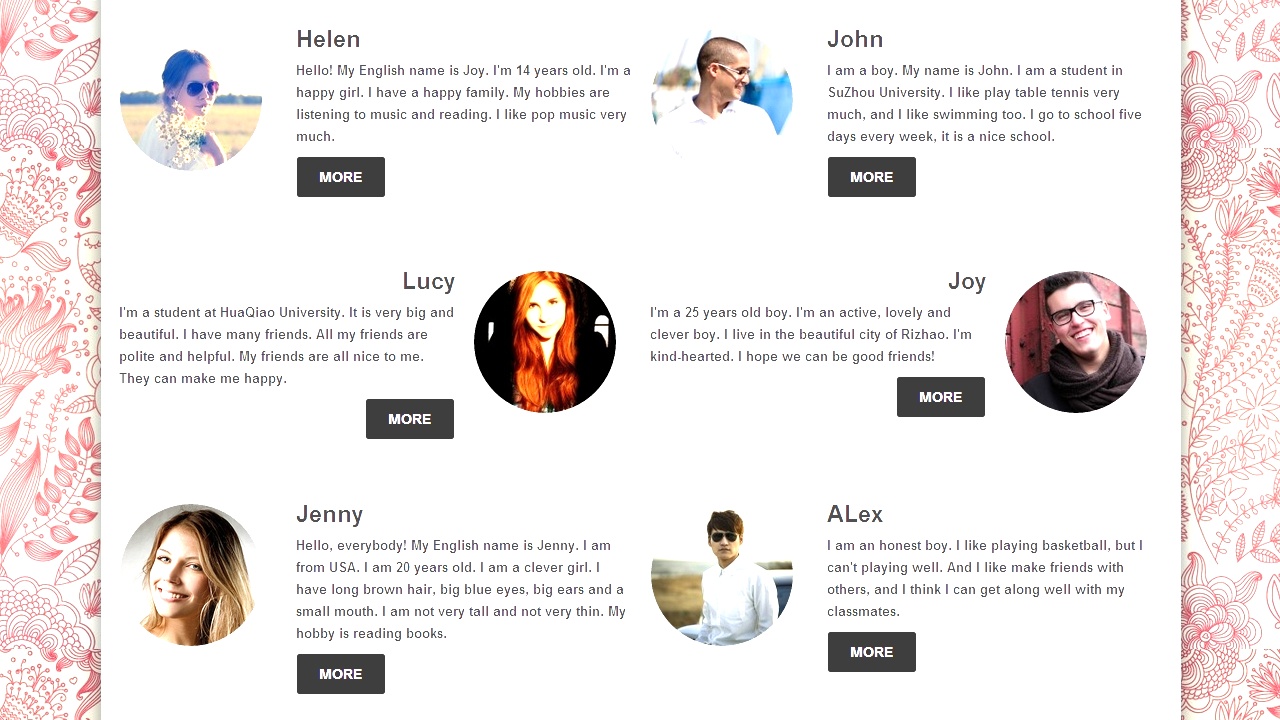 Helen
Hello! My English name is Joy. I'm 14 years old. I'm a
happy girl. I have a happy family. My hobbies are
listening to music and reading. I like pop music very
much.
MORE
John
I am a boy. My name is John. I am a student in
SuZhou University. I like play table tennis very
much, and I like swimming too. I go to school five
days every week, it is a nice school.
MORE
Lucy
I'm a student at HuaQiao University. It is very big and
beautiful. I have many friends. All my friends are
polite and helpful. My friends are all nice to me.
They can make me happy.
MORE
Joy
I'm a 25 years old boy. I'm an active, lovely and
clever boy. I live in the beautiful city of Rizhao. I'm
kind-hearted. I hope we can be good friends!
MORE
Jenny
Hello, everybody! My English name is Jenny. I am
from USA. I am 20 years old. I am a clever girl. I
have long brown hair, big blue eyes, big ears and a
small mouth. I am not very tall and not very thin. My
hobby is reading books.
MORE
ALex
I am an honest boy. I like playing basketball, but I
can't playing well. And I like make friends with
others, and I think I can get along well with my
classmates.
MORE